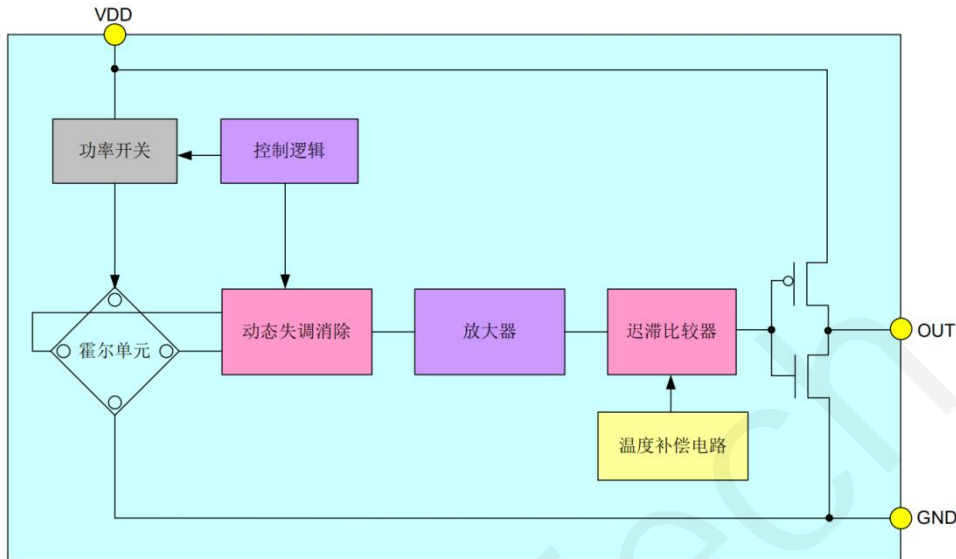 VDD
功率开关
控制逻辑
霍尔单元
动态失调消除
放大器
迟滞比较器
OUT
温度补偿电路
GND